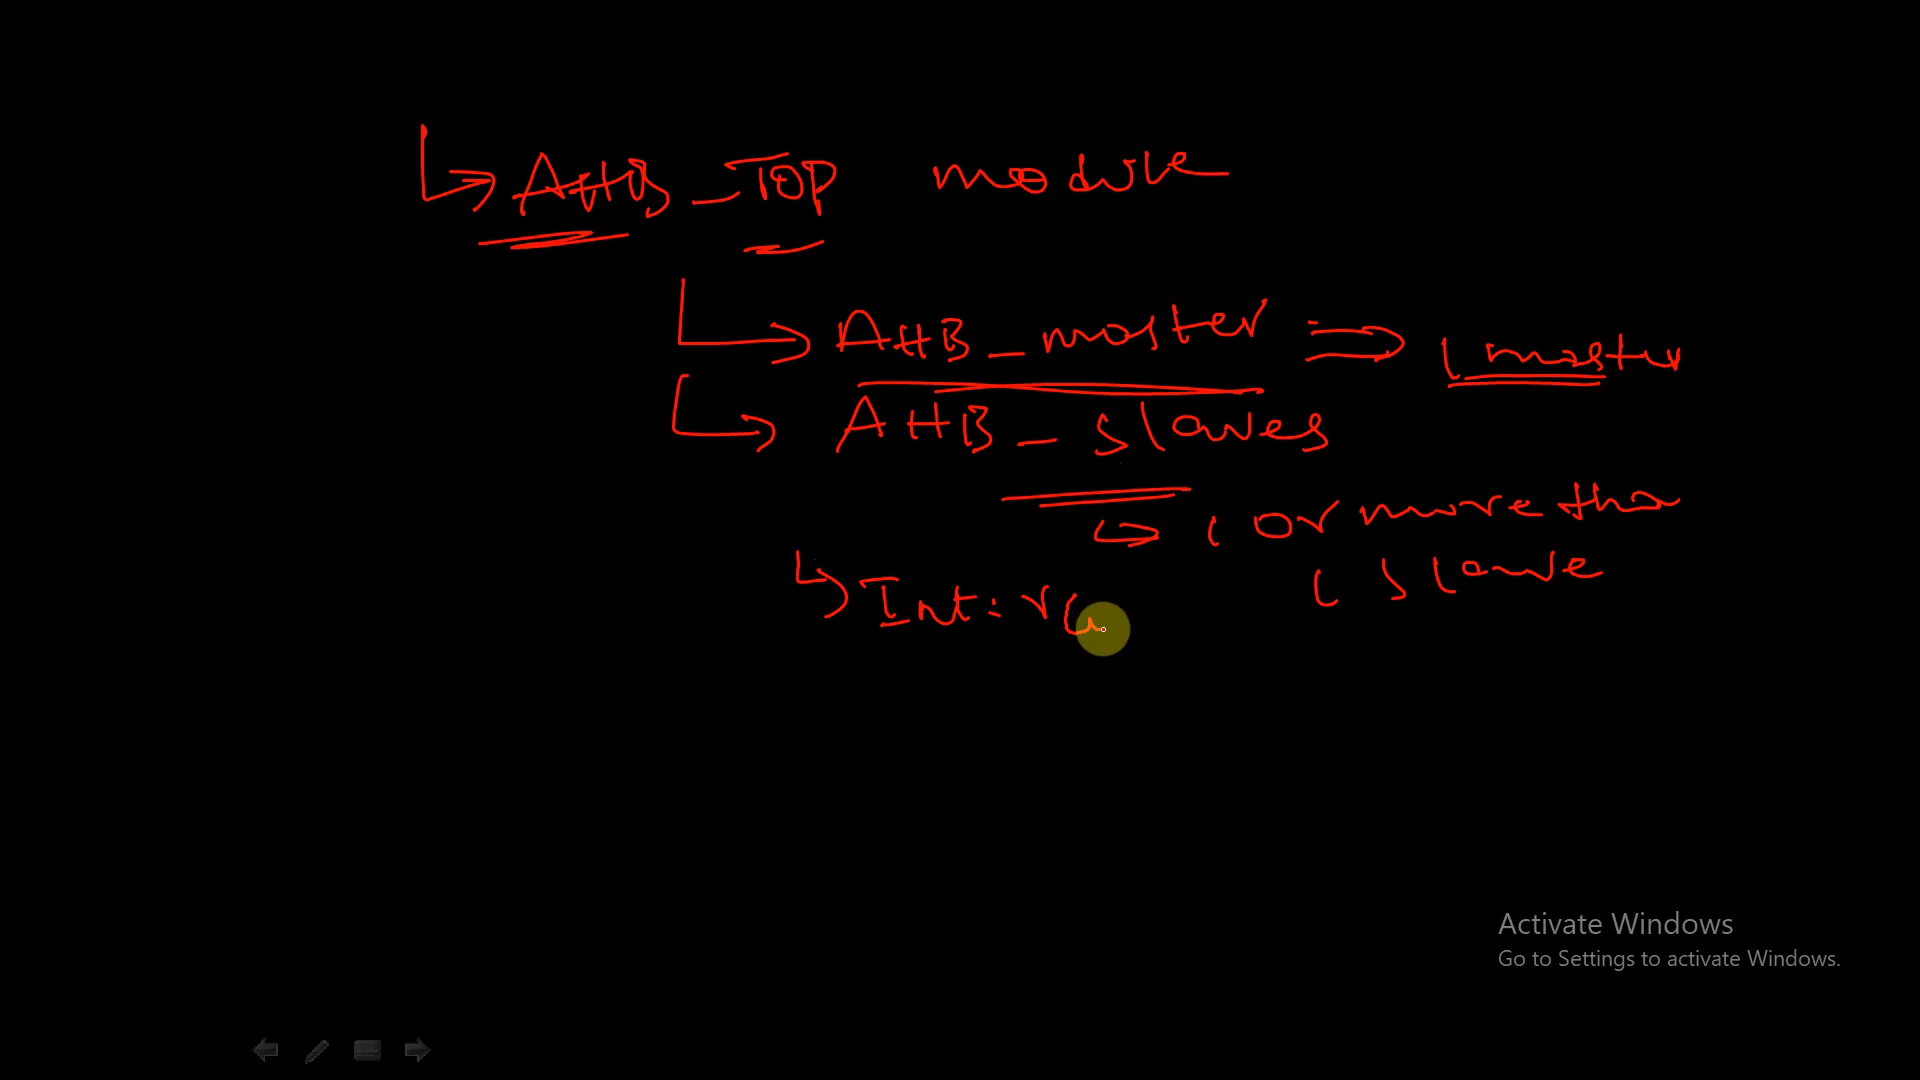 AHB_TOP module
AHB_master ⇒ 1 master
AHB_slaves
1 or more than
1 slave
Activate Windows
Go to Settings to activate Windows.